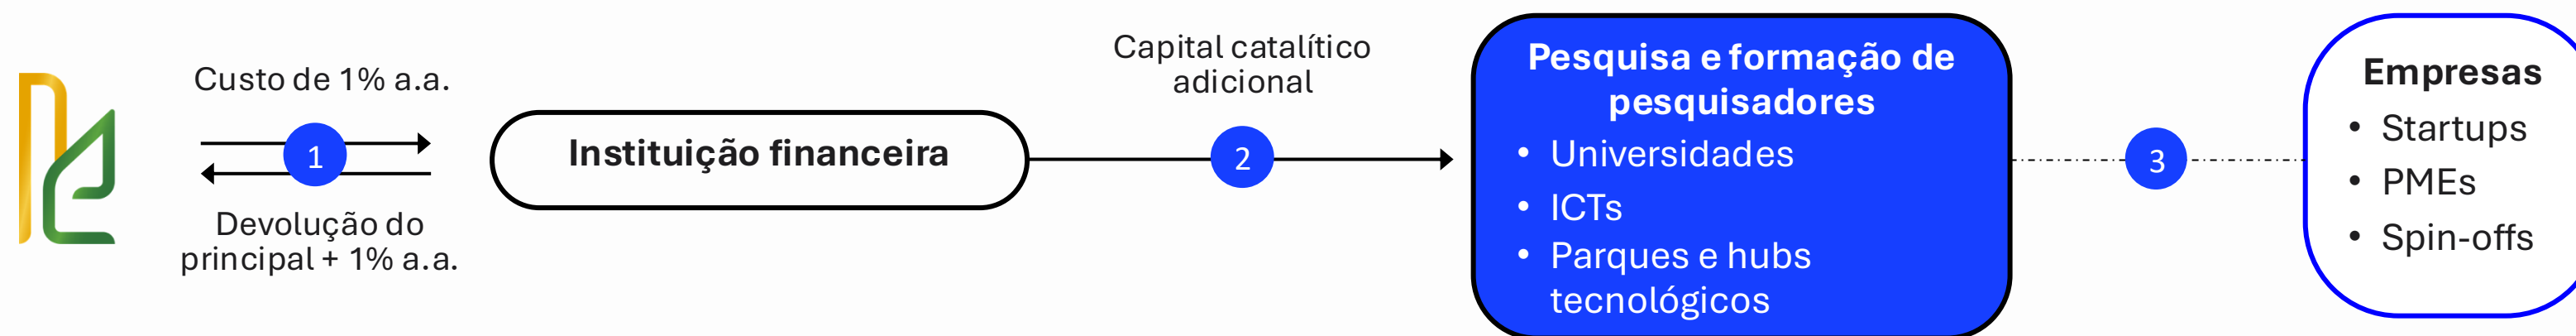 Custo de 1% a.a.
1
Devolução do
principal + 1% a.a.
Instituição financeira
Capital catalítico
adicional
2
Pesquisa e formação de
pesquisadores
• Universidades
• ICTs
• Parques e hubs
tecnológicos
3
Empresas
• Startups
• PMEs
• Spin-offs